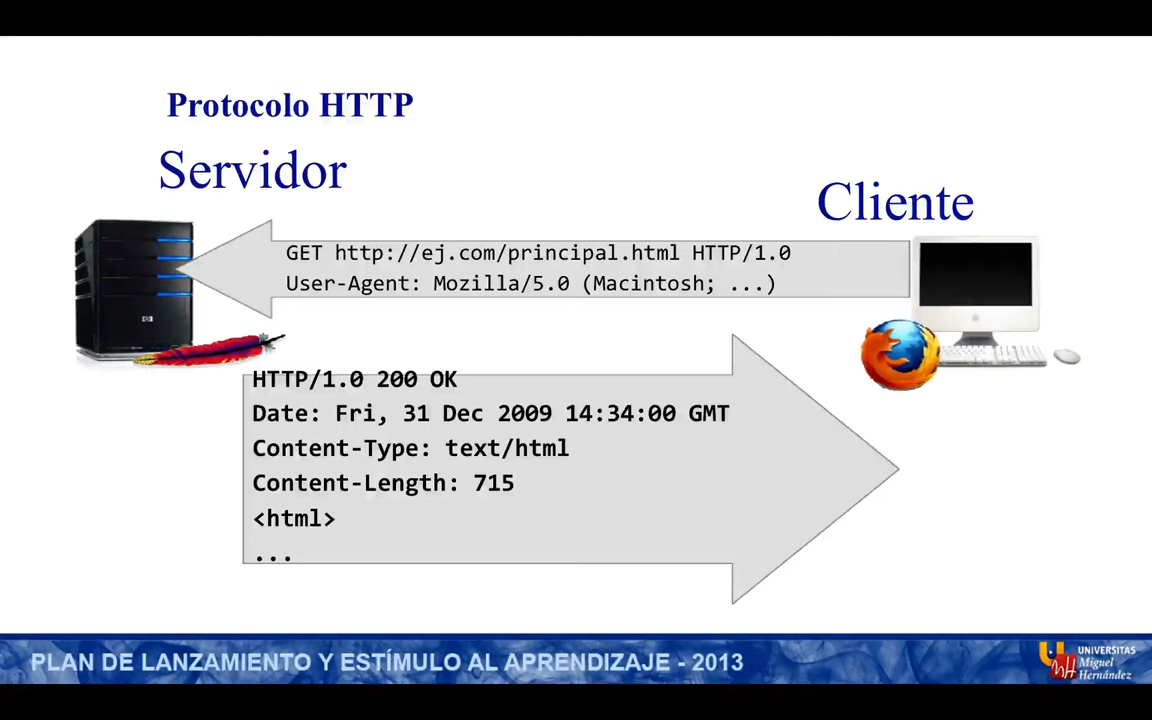 Protocolo HTTP
Servidor
Cliente
GET http://ej.com/principal.html HTTP/1.0
User-Agent: Mozilla/5.0 (Macintosh; ...)
HTTP/1.0 200 OK
Date: Fri, 31 Dec 2009 14:34:00 GMT
Content-Type: text/html
Content-Length: 715
<html>
...
PLAN DE LANZAMIENTO Y ESTÍMULO AL APRENDIZAJE - 2013
UNIVERSITAS
Miguel
Hernández